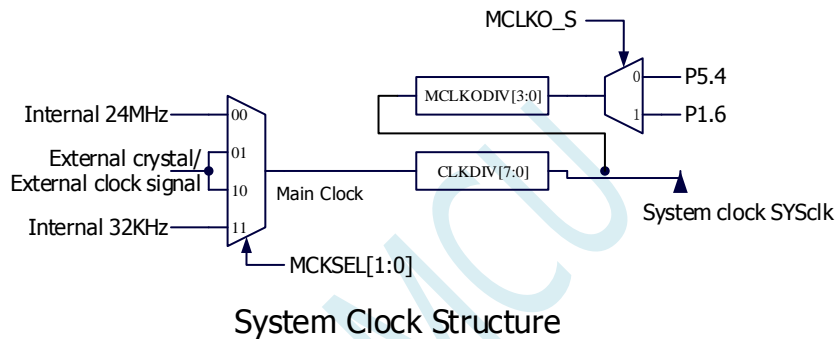 MCLKO_S
MCLKODIV[3:0]
0
P5.4
1
P1.6
Internal 24MHz
00
External crystal/
External clock signal
01
10
Internal 32KHz
11
Main Clock
CLKDIV[7:0]
System clock SYSclk
MCKSEL[1:0]
System Clock Structure
MCU